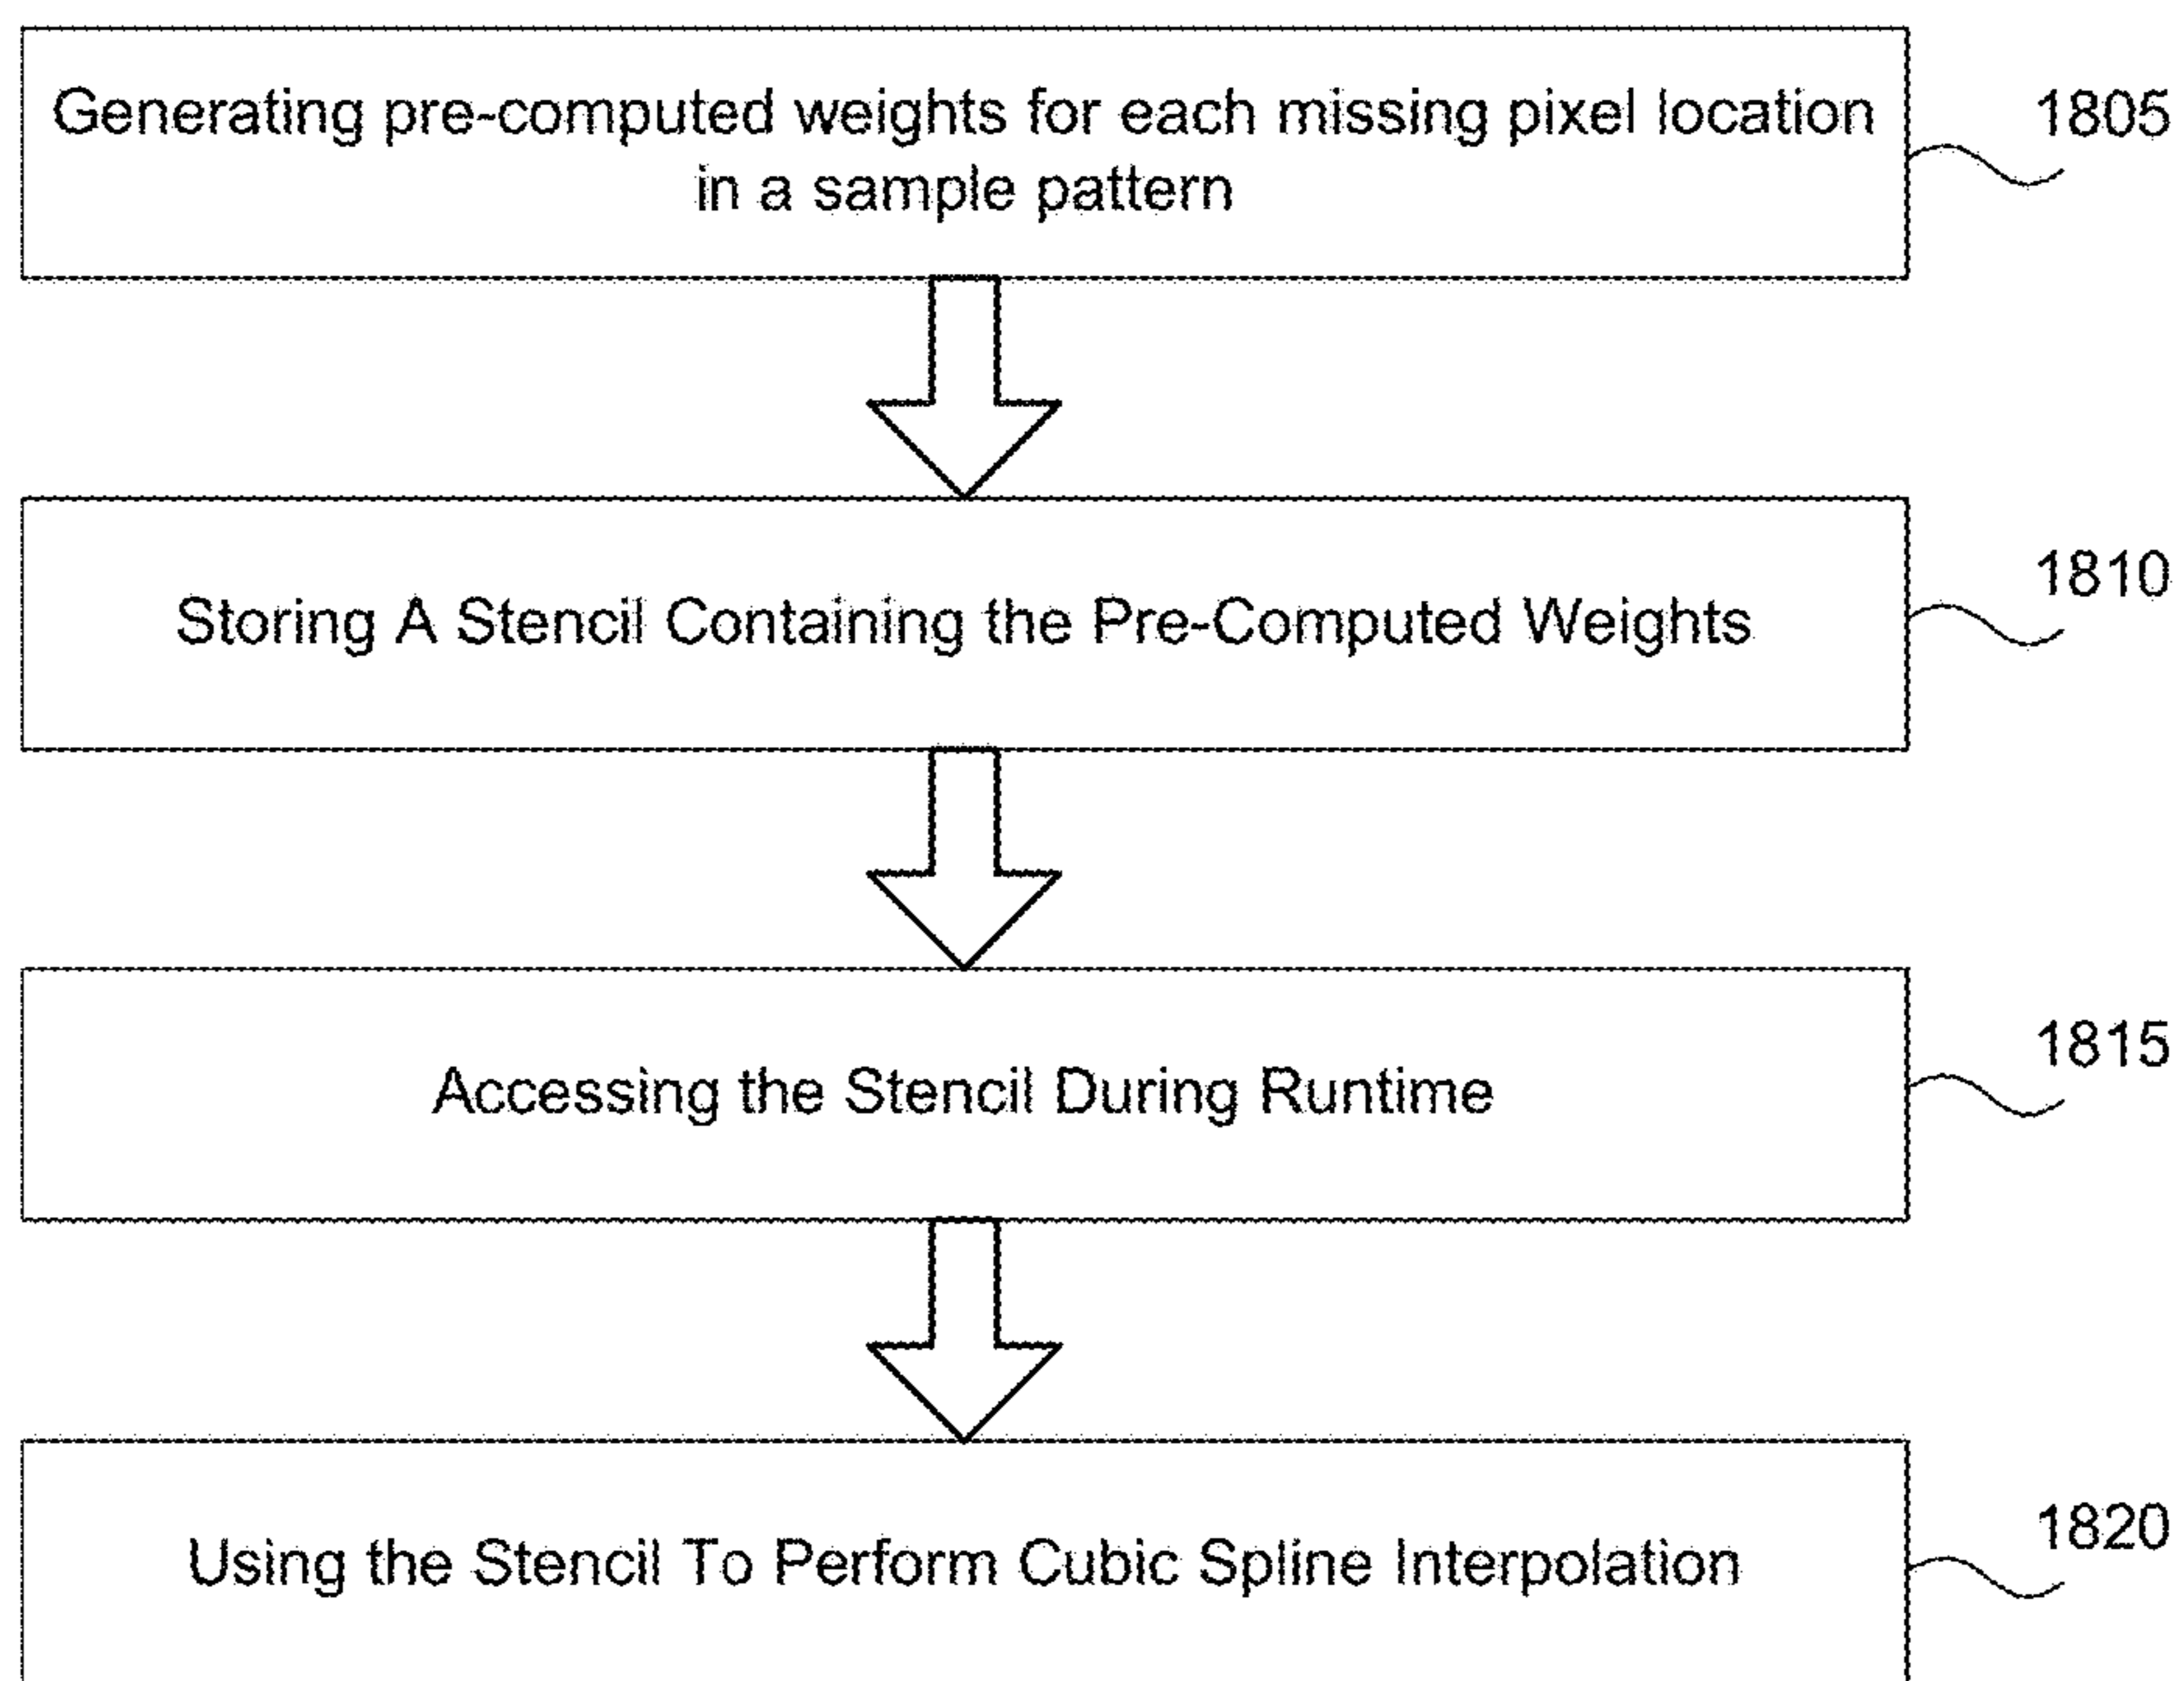 Generating pre-computed weights for each missing pixel location
in a sample pattern
1805
Storing A Stencil Containing the Pre-Computed Weights
1810
Accessing the Stencil During Runtime
1815
Using the Stencil To Perform Cubic Spline Interpolation
1820